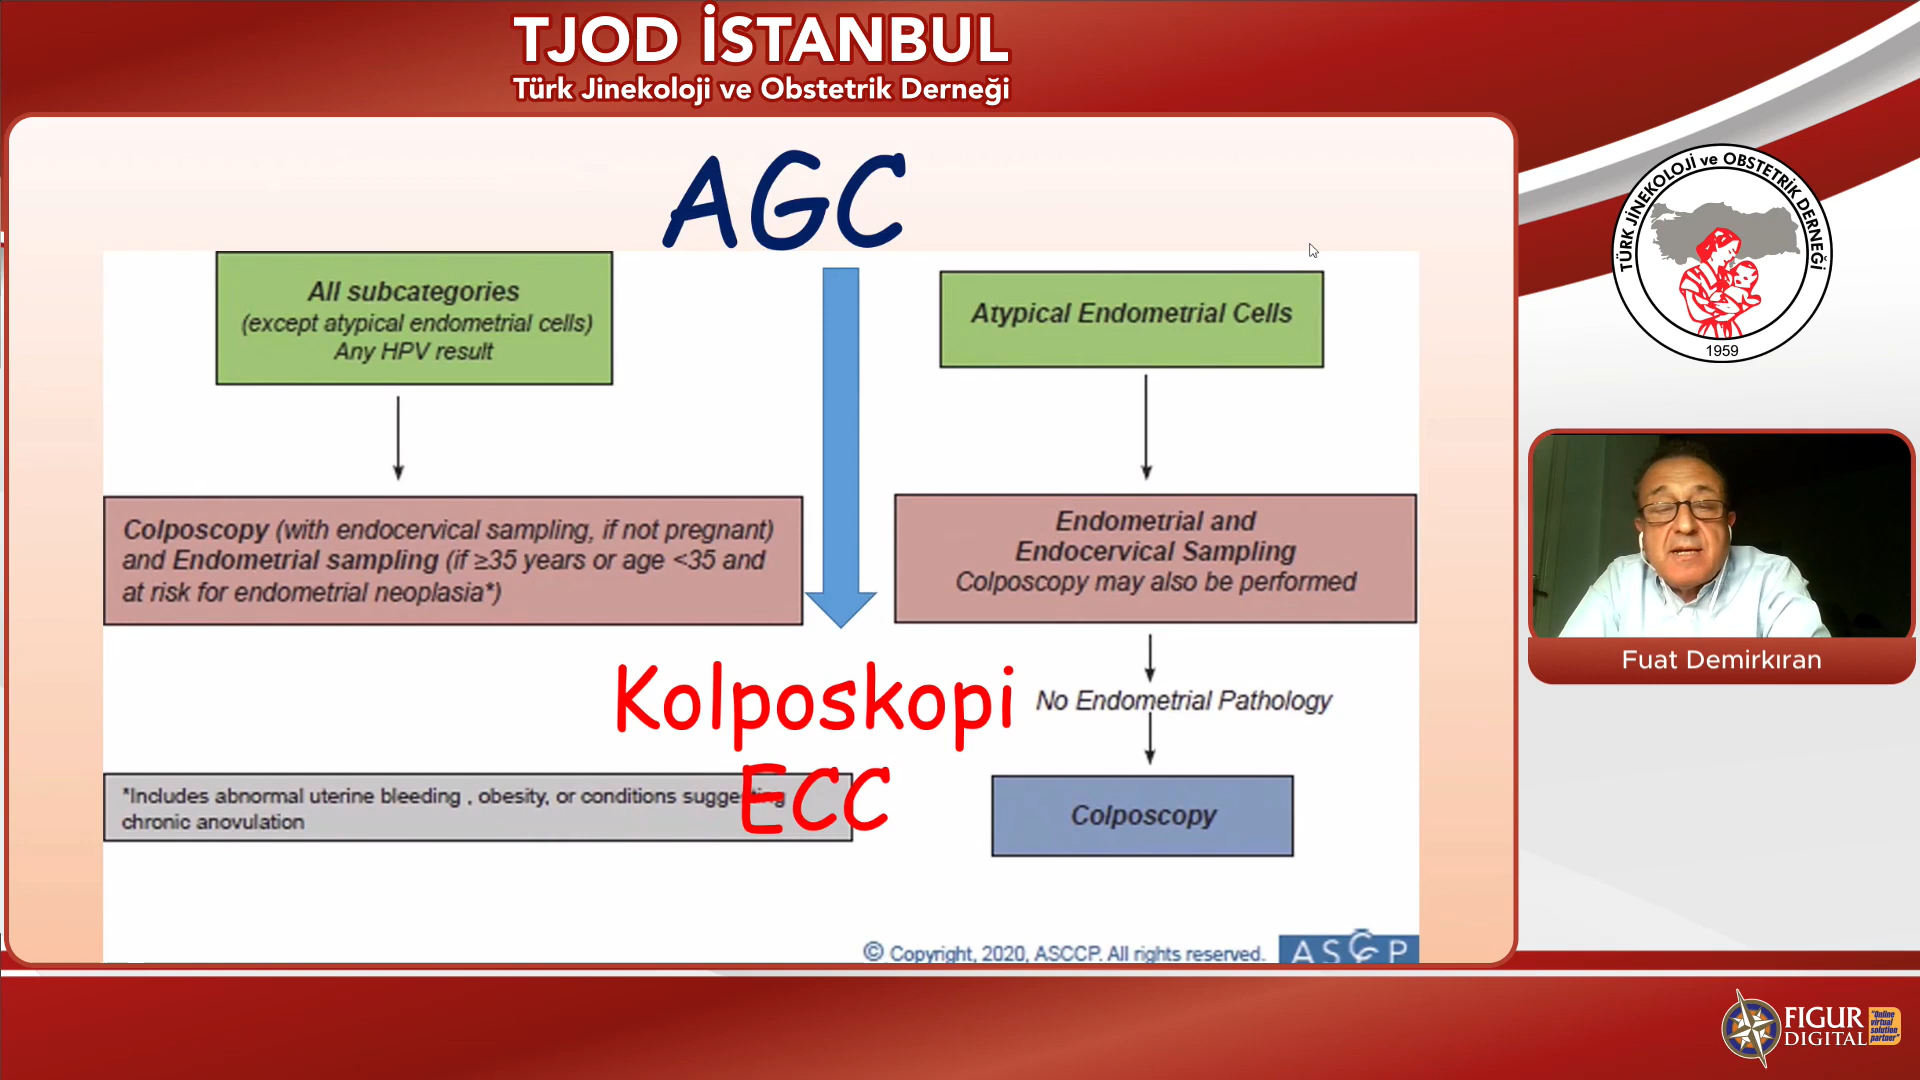 TJOD İSTANBUL
Türk Jinekoloji ve Obstetrik Derneği
AGC
All subcategories
(except atypical endometrial cells)
Any HPV result
Atypical Endometrial Cells
Colposcopy (with endocervical sampling, if not pregnant)
and Endometrial sampling (if ≥35 years or age <35 and
at risk for endometrial neoplasia*)
Endometrial and
Endocervical Sampling
Colposcopy may also be performed
Kolposkopi
ECC
No Endometrial Pathology
*Includes abnormal uterine bleeding , obesity, or conditions suggesting
chronic anovulation
Colposcopy
© Copyright, 2020, ASCCP. All rights reserved.
ASCCP
TÜRK JİNEKOLOJİ ve OBSTETRİK DERNEĞİ
1959
Fuat Demirkıran
FIGUR
DIGITAL
"Online
virtual
solution
partner"